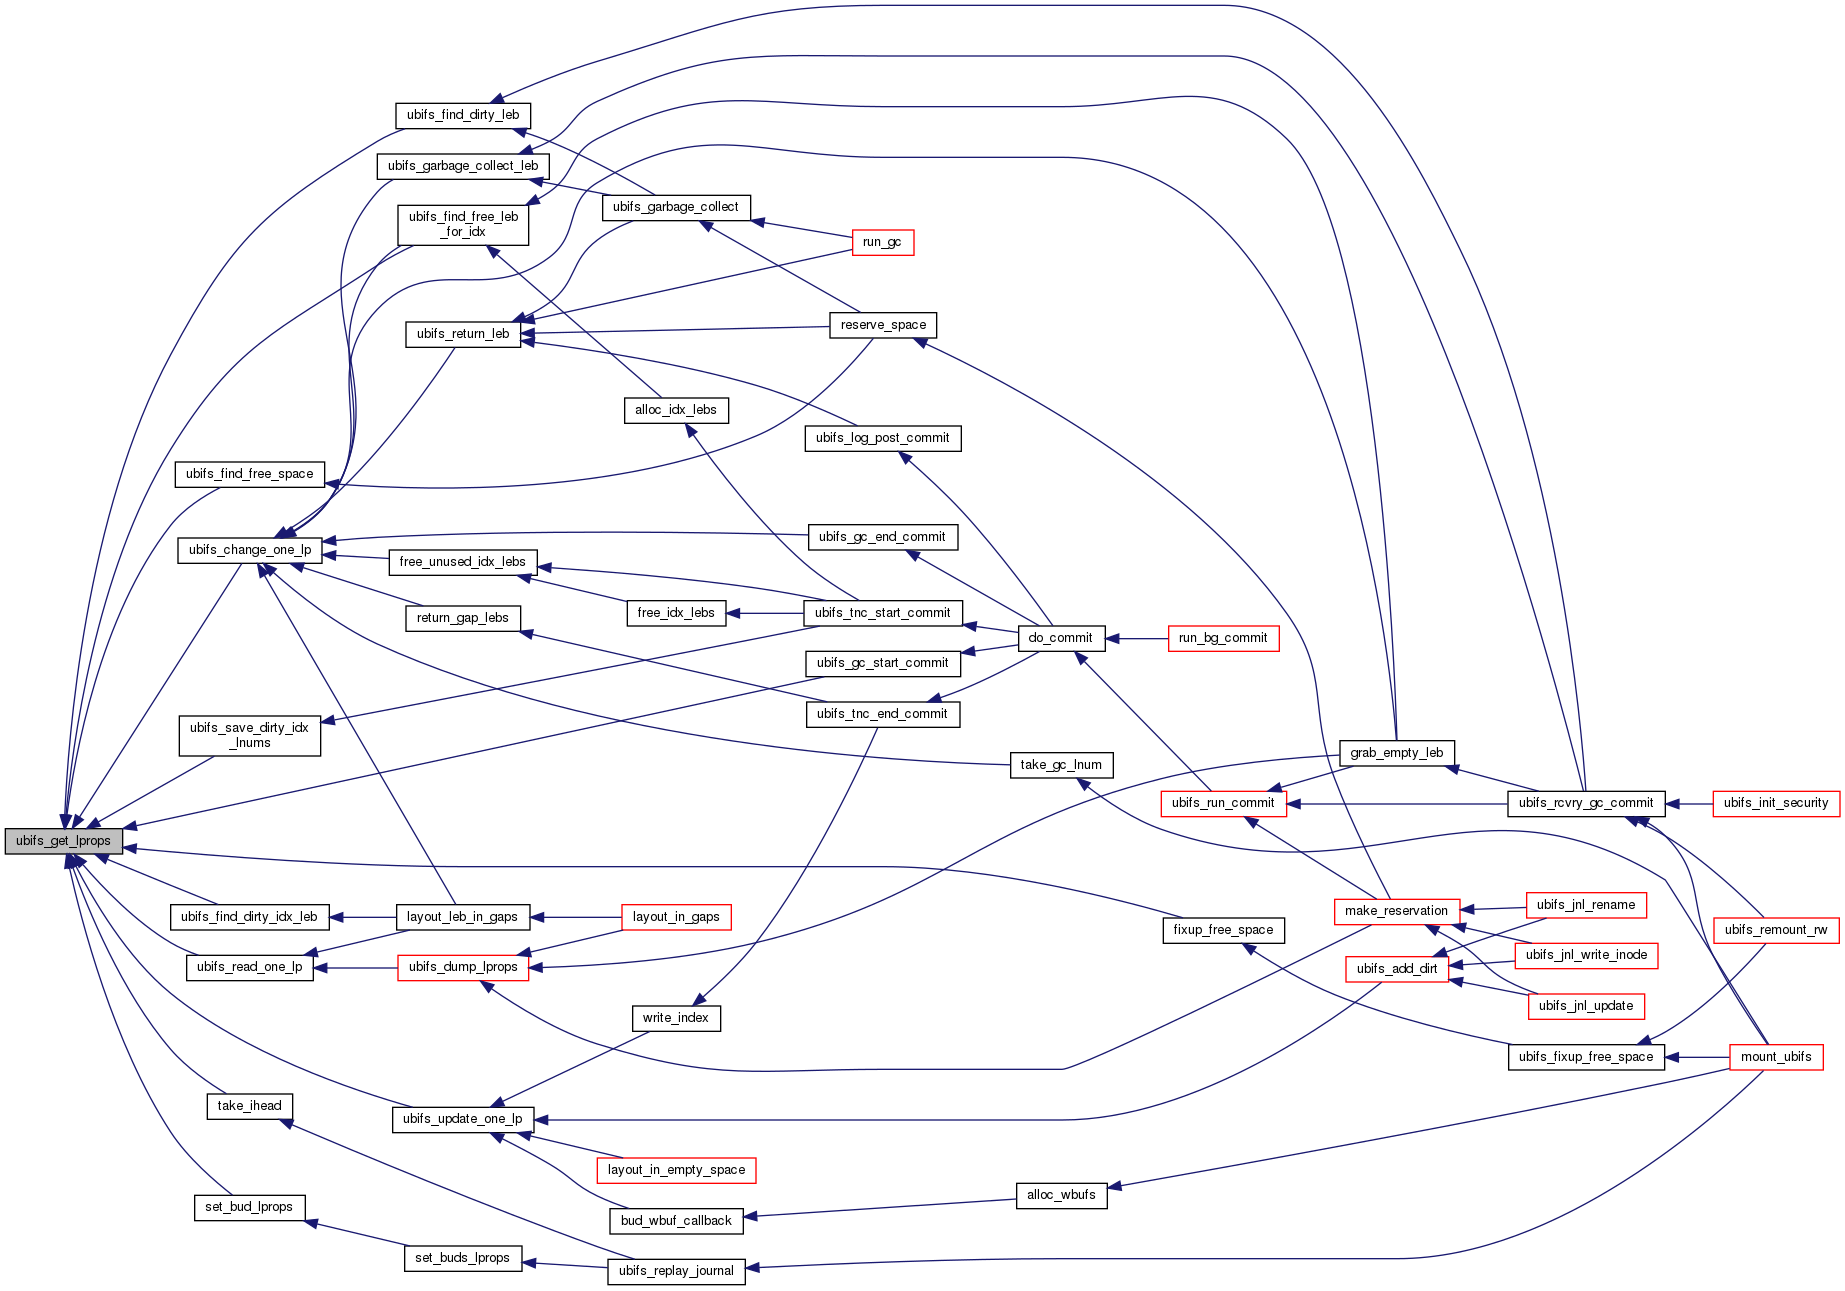 ubifs_find_dirty_leb
ubifs_garbage_collect_leb
ubifs_find_free_leb
_for_idx
ubifs_garbage_collect
run_gc
ubifs_return_leb
reserve_space
alloc_idx_lebs
ubifs_log_post_commit
ubifs_find_free_space
ubifs_change_one_lp
ubifs_gc_end_commit
free_unused_idx_lebs
return_gap_lebs
free_idx_lebs
ubifs_tnc_start_commit
do_commit
run_bg_commit
ubifs_gc_start_commit
ubifs_save_dirty_idx
_lnums
ubifs_tnc_end_commit
take_gc_lnum
grab_empty_leb
ubifs_run_commit
ubifs_rcvry_gc_commit
ubifs_init_security
ubifs_get_lprops
ubifs_find_dirty_idx_leb
layout_leb_in_gaps
layout_in_gaps
fixup_free_space
make_reservation
ubifs_jnl_rename
ubifs_remount_rw
ubifs_read_one_lp
ubifs_dump_lprops
ubifs_add_dirt
ubifs_jnl_write_inode
ubifs_jnl_update
write_index
ubifs_fixup_free_space
mount_ubifs
take_ihead
ubifs_update_one_lp
layout_in_empty_space
set_bud_lprops
bud_wbuf_callback
alloc_wbufs
set_buds_lprops
ubifs_replay_journal